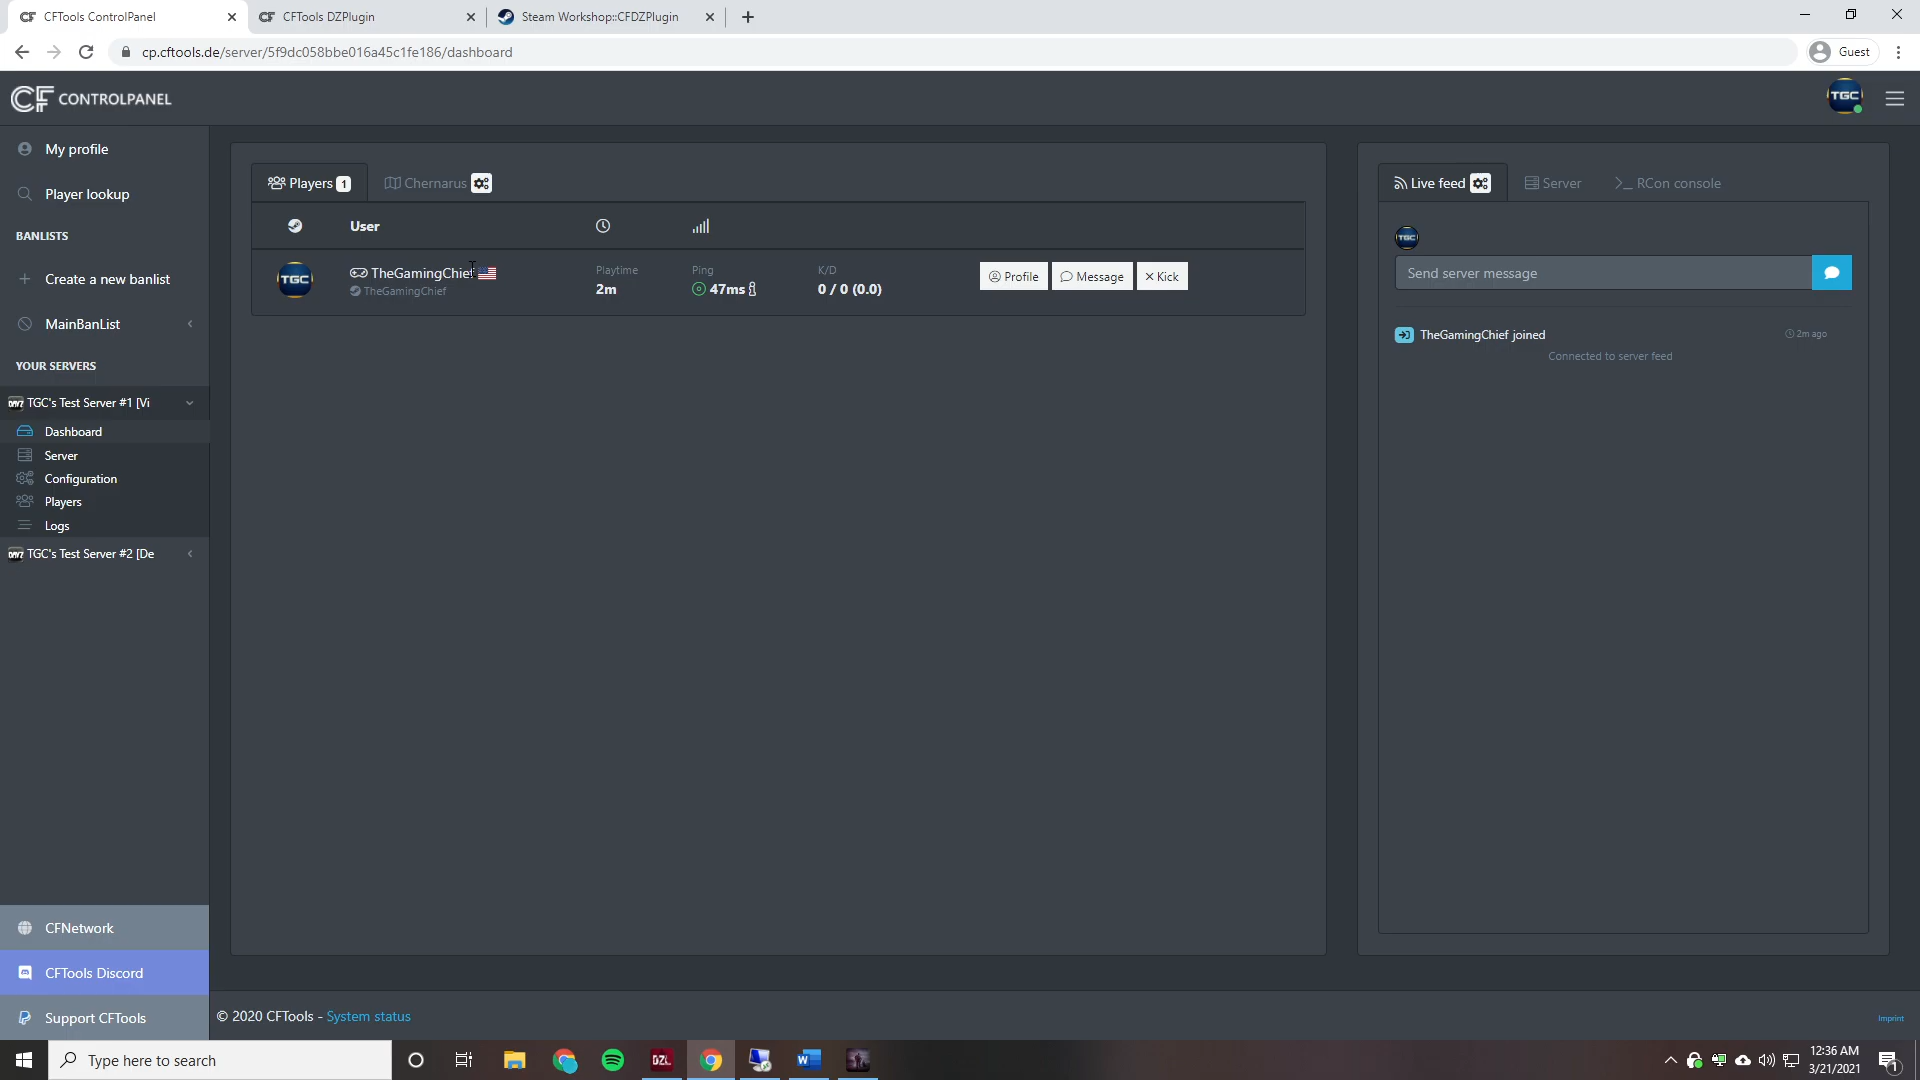 CFTools ControlPanel
CFTools DZPlugin
Steam Workshop::CFDZPlugin
cp.cftools.de/server/5f9dc058bbe016a45c1fe186/dashboard
Guest
CF CONTROLPANEL
TGC
My profile
Player lookup
BANLISTS
Create a new banlist
MainBanList
YOUR SERVERS
TGC's Test Server #1 [Vi
Dashboard
Server
Configuration
Players
Logs
TGC's Test Server #2 [De
CFNetwork
CFTools Discord
Support CFTools
Players 1
Chernarus
User
TGC
TheGamingChief
TheGamingChief
Playtime
2m
Ping
47ms
K/D
0 / 0 (0.0)
Profile
Message
Kick
Live feed
Server
RCon console
TGC
Send server message
TheGamingChief joined
2m ago
Connected to server feed
© 2020 CFTools - System status
Imprint
Type here to search
DZL
12:36 AM
3/21/2021
1